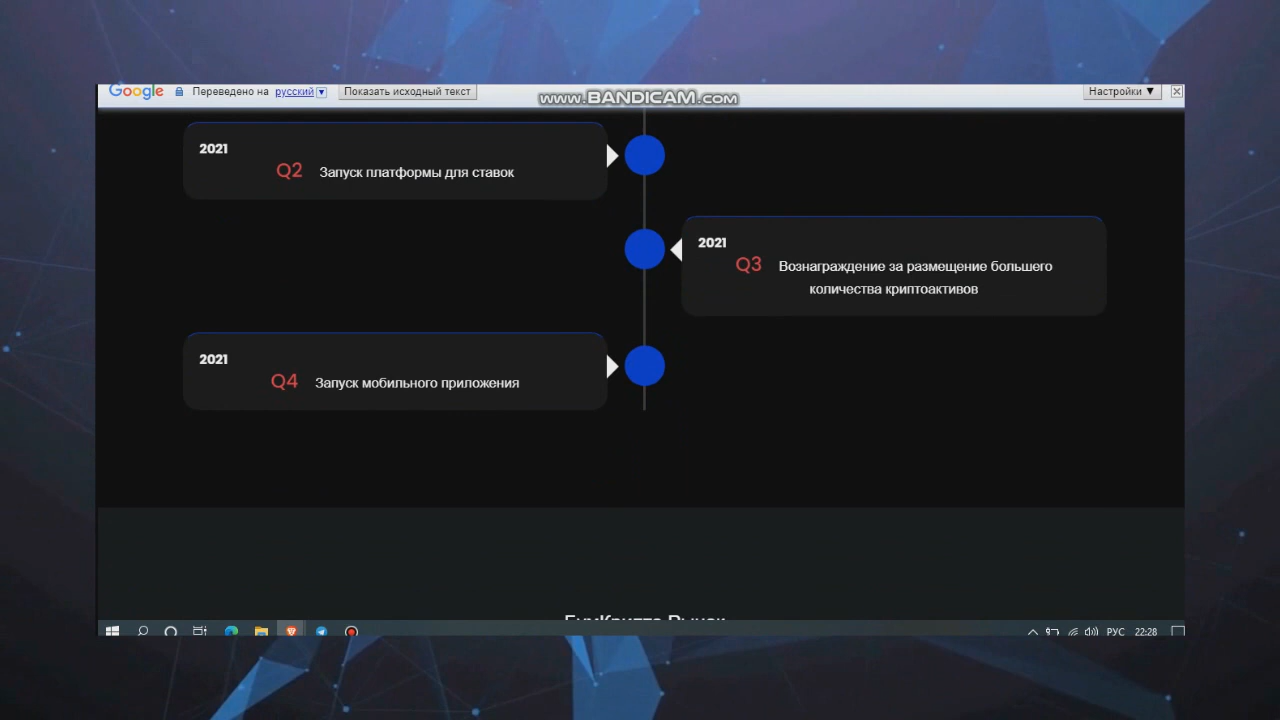 Google Переведено на русский Показать исходный текст
www.BANDICAM.com
Настройки ▼
2021
Q2 Запуск платформы для ставок
2021
Q3 Вознаграждение за размещение большего
количества криптоактивов
2021
Q4 Запуск мобильного приложения
РУС 22:28